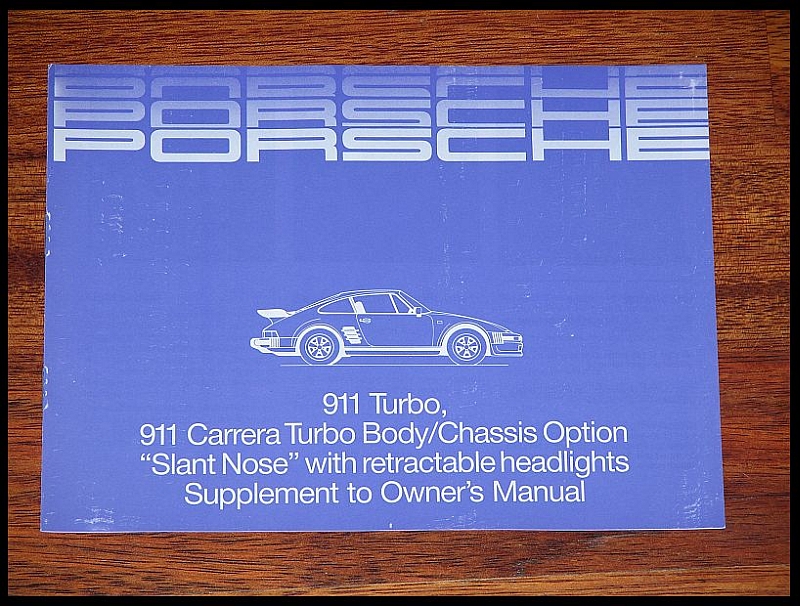 PORSCHE
PORSCHE
PORSCHE
911 Turbo,
911 Carrera Turbo Body/Chassis Option
“Slant Nose” with retractable headlights
Supplement to Owner's Manual